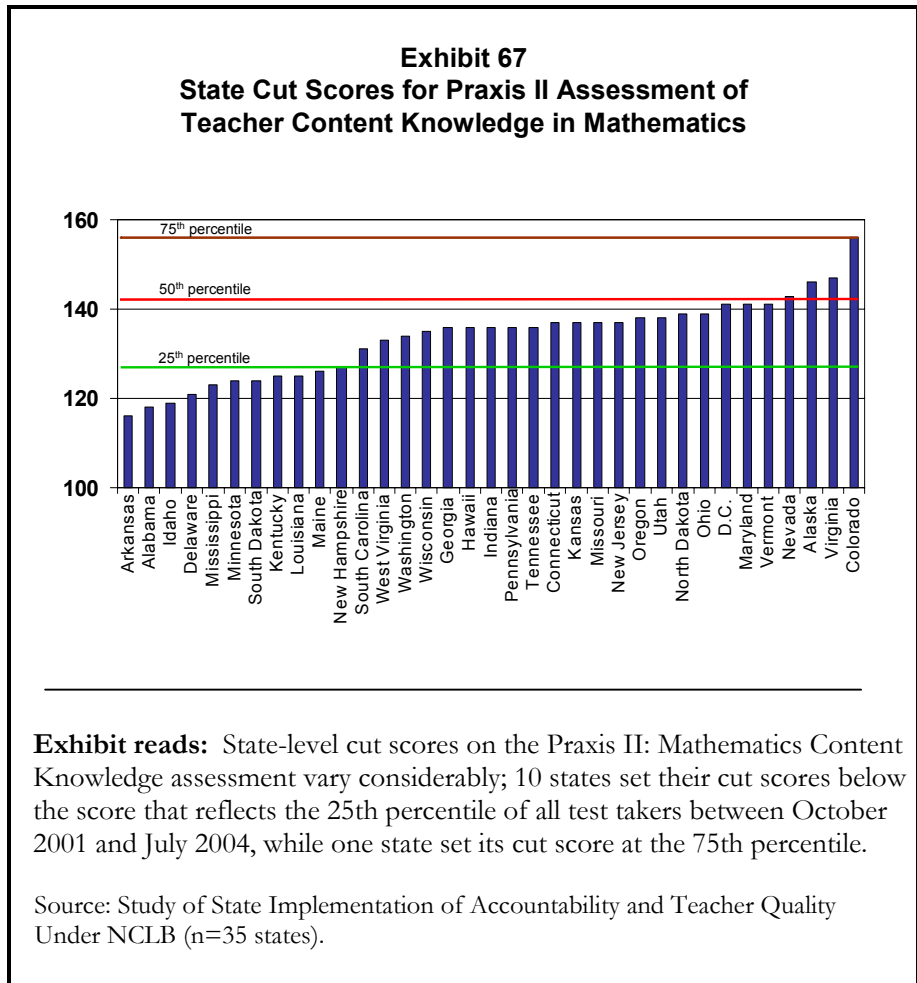 Exhibit 67
State Cut Scores for Praxis II Assessment of
Teacher Content Knowledge in Mathematics
160
140
120
100
75th percentile
50th percentile
25th percentile
Arkansas
Alabama
Idaho
Delaware
Mississippi
Minnesota
South Dakota
Kentucky
Louisiana
Maine
New Hampshire
South Carolina
West Virginia
Washington
Wisconsin
Georgia
Hawaii
Indiana
Pennsylvania
Tennessee
Connecticut
Kansas
Missouri
New Jersey
Oregon
Utah
North Dakota
Ohio
D.C.
Maryland
Vermont
Nevada
Alaska
Virginia
Colorado
Exhibit reads: State-level cut scores on the Praxis II: Mathematics Content
Knowledge assessment vary considerably; 10 states set their cut scores below
the score that reflects the 25th percentile of all test takers between October
2001 and July 2004, while one state set its cut score at the 75th percentile.
Source: Study of State Implementation of Accountability and Teacher Quality
Under NCLB (n=35 states).